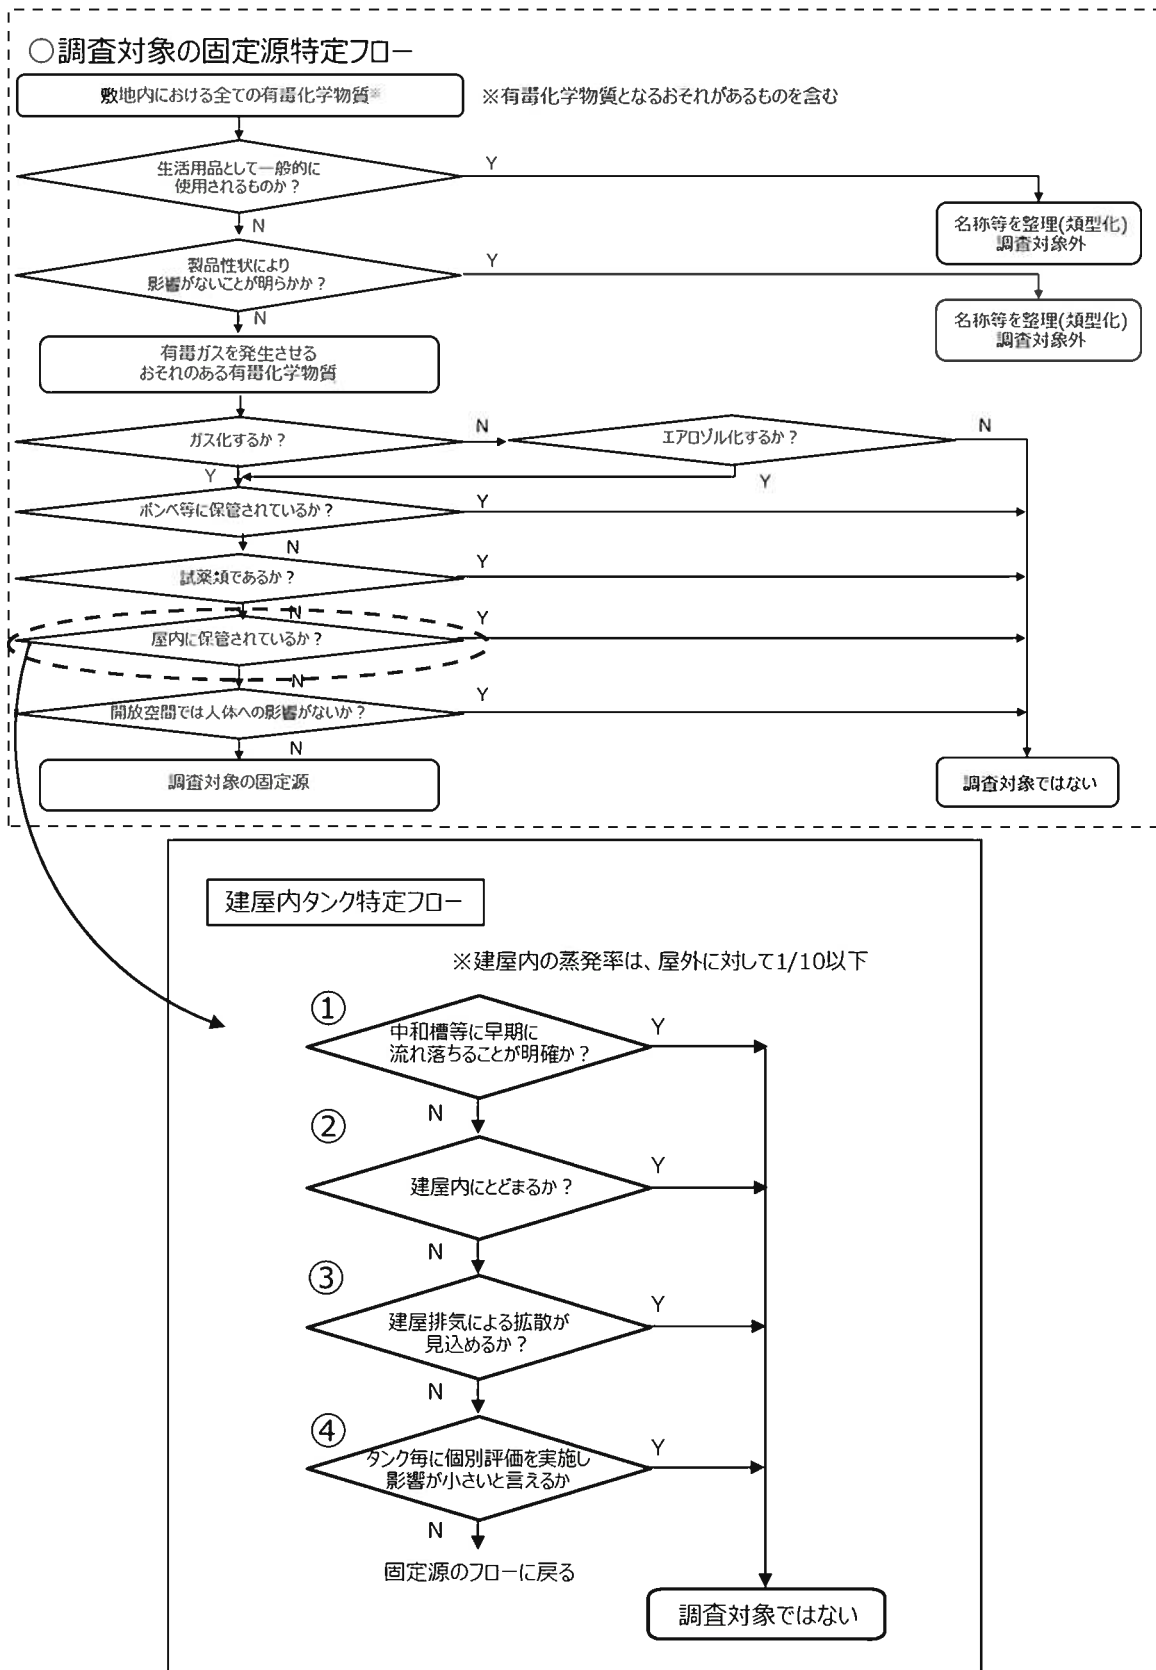 ○調査対象の固定源特定フロー
敷地内における全ての有毒化学物質※
※有毒化学物質となるおそれがあるものを含む
生活用品として一般的に
使用されるものか？
Y
N
名称等を整理(類型化)
調査対象外
製品性状により
影響がないことが明らかか？
Y
N
名称等を整理(類型化)
調査対象外
有毒ガスを発生させる
おそれのある有毒化学物質
ガス化するか？
N
エアロゾル化するか？
N
Y
Y
ボンベ等に保管されているか？
Y
N
試薬類であるか？
Y
N
屋内に保管されているか？
Y
N
開放空間では人体への影響がないか？
Y
N
調査対象の固定源
調査対象ではない
建屋内タンク特定フロー
※建屋内の蒸発率は、屋外に対して1/10以下
①
中和槽等に早期に
流れ落ちることが明確か？
Y
N
②
建屋内にとどまるか？
Y
N
③
建屋排気による拡散が
見込めるか？
Y
N
④
タンク毎に個別評価を実施し
影響が小さいと言えるか
Y
N
固定源のフローに戻る
調査対象ではない